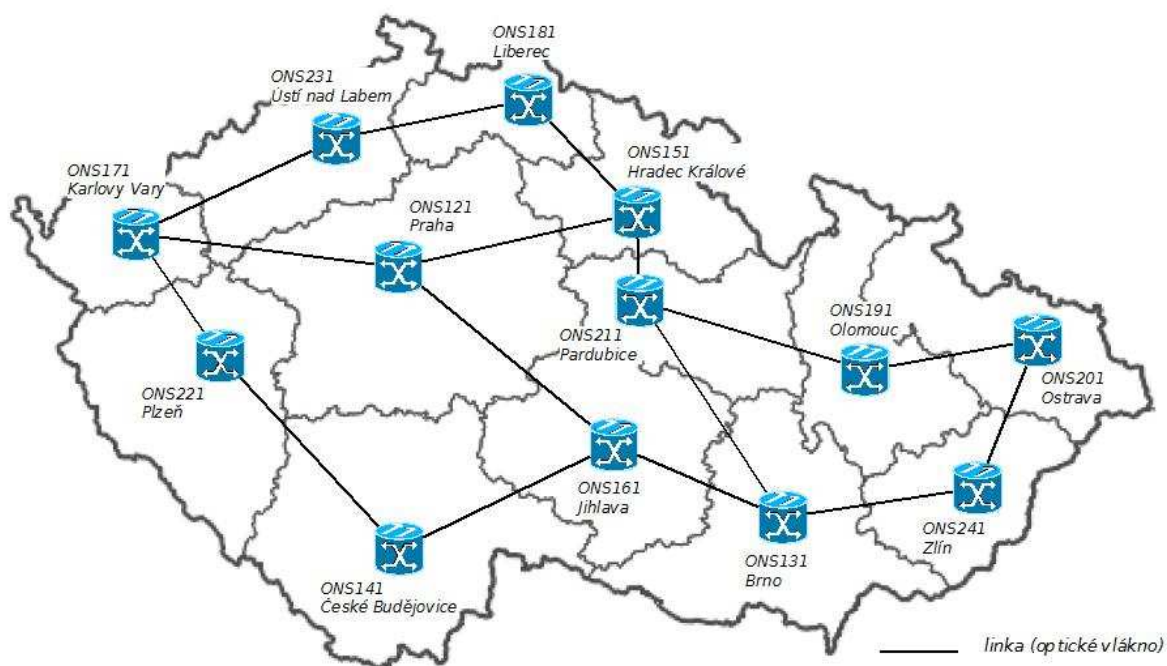 ONS181
Liberec
ONS231
Ústí nad Labem
ONS151
Hradec Králové
ONS171
Karlovy Vary
ONS121
Praha
ONS191
Olomouc
ONS211
Pardubice
ONS201
Ostrava
ONS221
Plzeň
ONS161
Jihlava
ONS241
Zlín
ONS131
Brno
ONS141
České Budějovice
linka (optické vlákno)